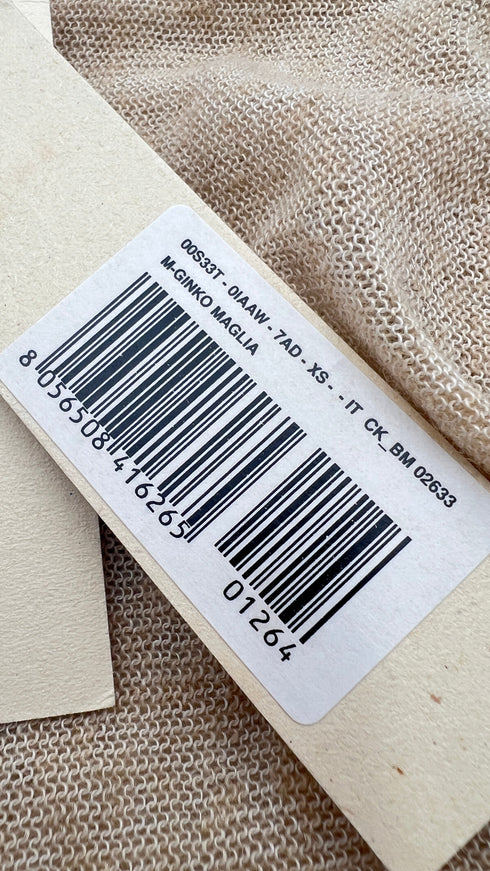 00S33T - 0IAAW - 7AD - XS - - IT CK_BM 02633
M-GINKO MAGLIA
8 056508 416265
01264